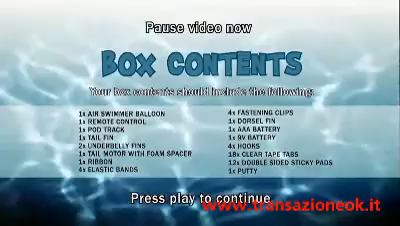 Pause video now
BOX CONTENTS
Your box contents should include the following.
1x AIR SWIMMER BALLOON
1x REMOTE CONTROL
1x POD TRACK
1x TAIL FIN
2x UNDERBELLY FINS
1x TAIL MOTOR WITH FOAM SPACER
1x RIBBON
4x ELASTIC BANDS
4x FASTENING CLIPS
1x DORSEL FIN
1x AAA BATTERY
1x 9V BATTERY
4x HOOKS
18x CLEAR TAPE TABS
12x DOUBLE SIDED STICKY PADS
1x PUTTY
Press play to continue
www.transazioneok.it